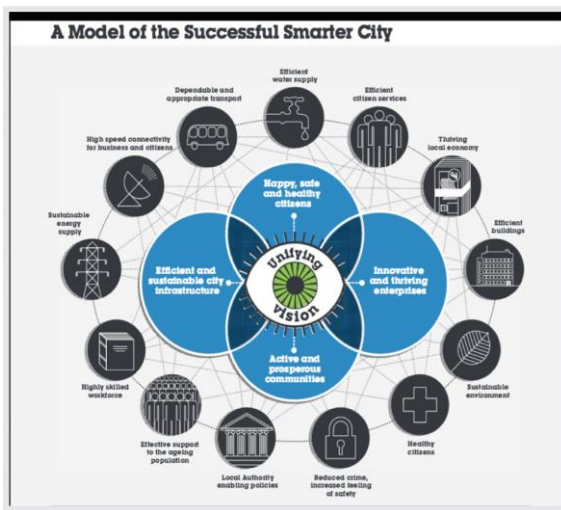 A Model of the Successful Smarter City
Efficient
water supply
Dependable and
appropriate transport
Efficient
citizen services
High speed connectivity
for business and citizens
Thriving
local economy
Happy, safe
and healthy
citizens
Sustainable
energy
supply
Efficient
buildings
Unifying
vision
Efficient and
sustainable city
infrastructure
Innovative
and thriving
enterprises
Active and
prosperous
communities
Highly skilled
workforce
Sustainable
environment
Effective support
to the ageing
population
Healthy
citizens
Local Authority
enabling policies
Reduced crime,
increased feeling
of safety